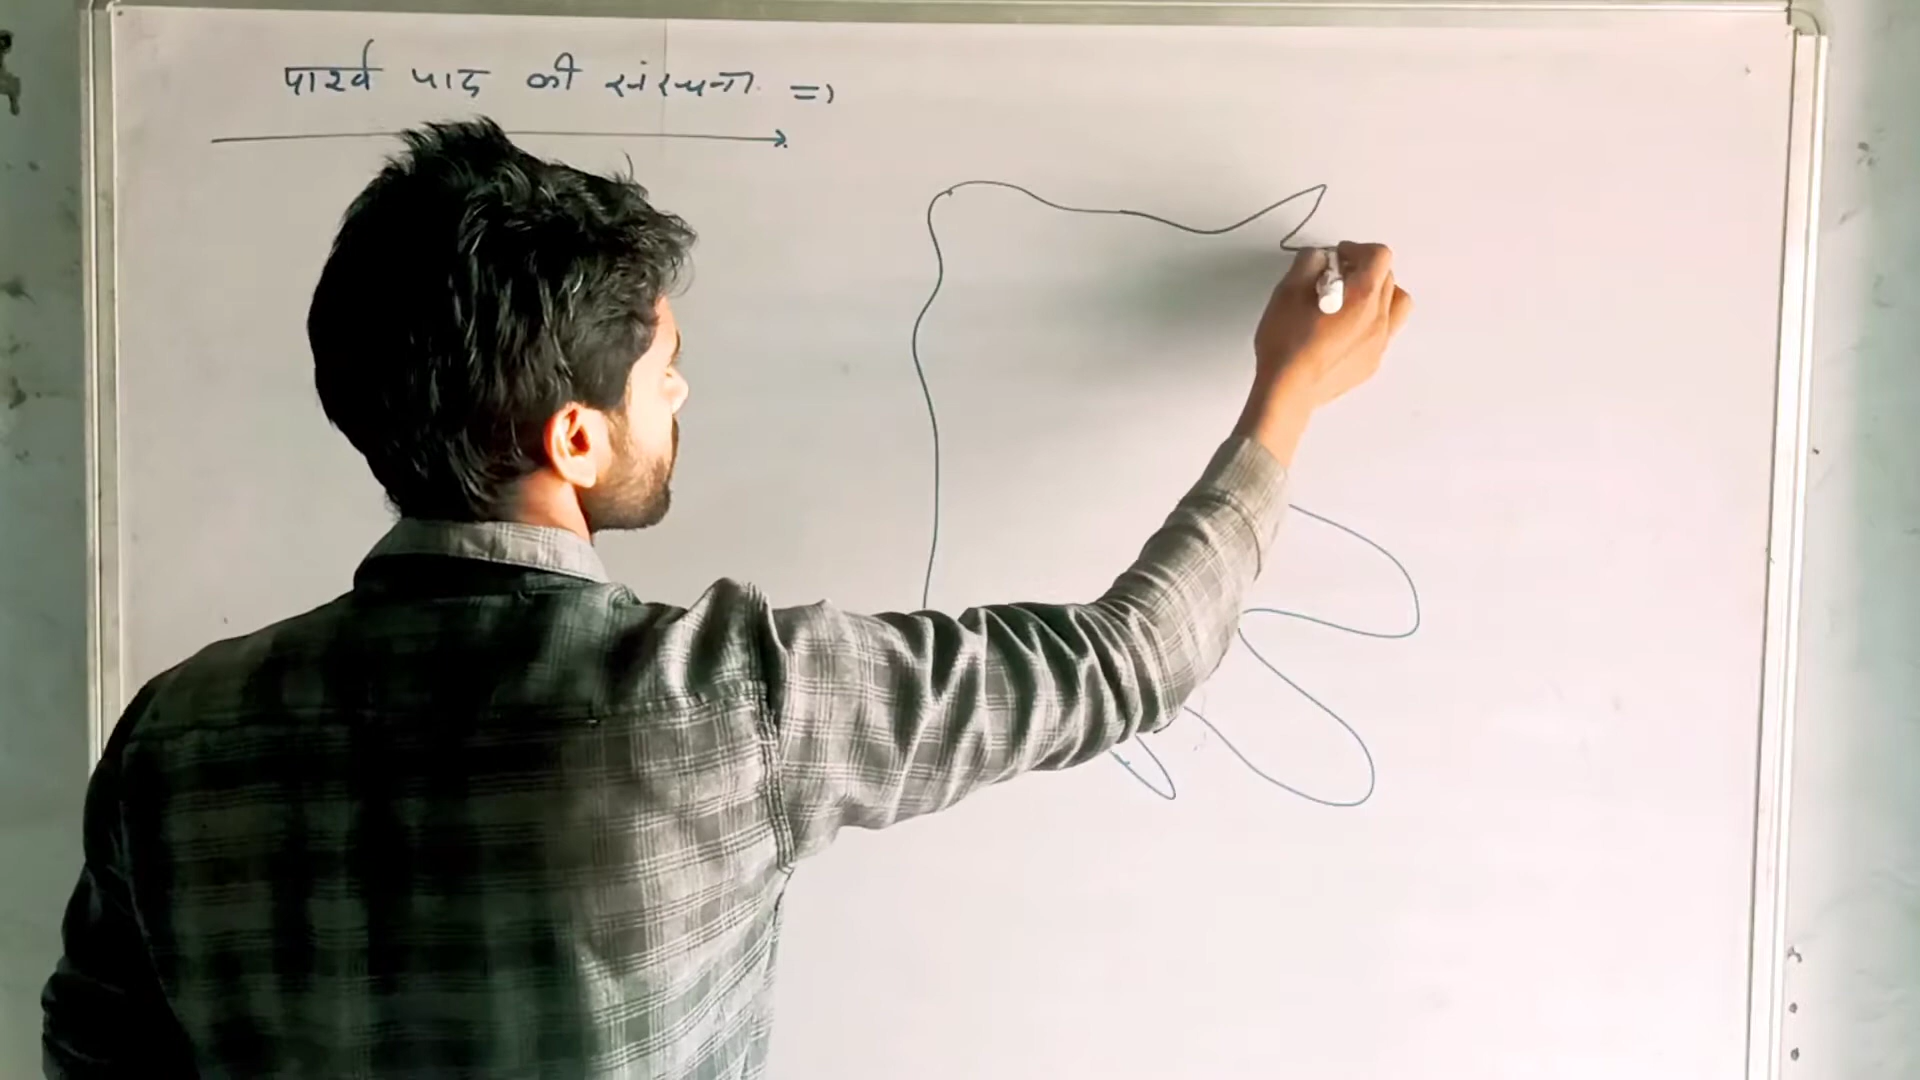 पार्श्व पाद की संरचना =>